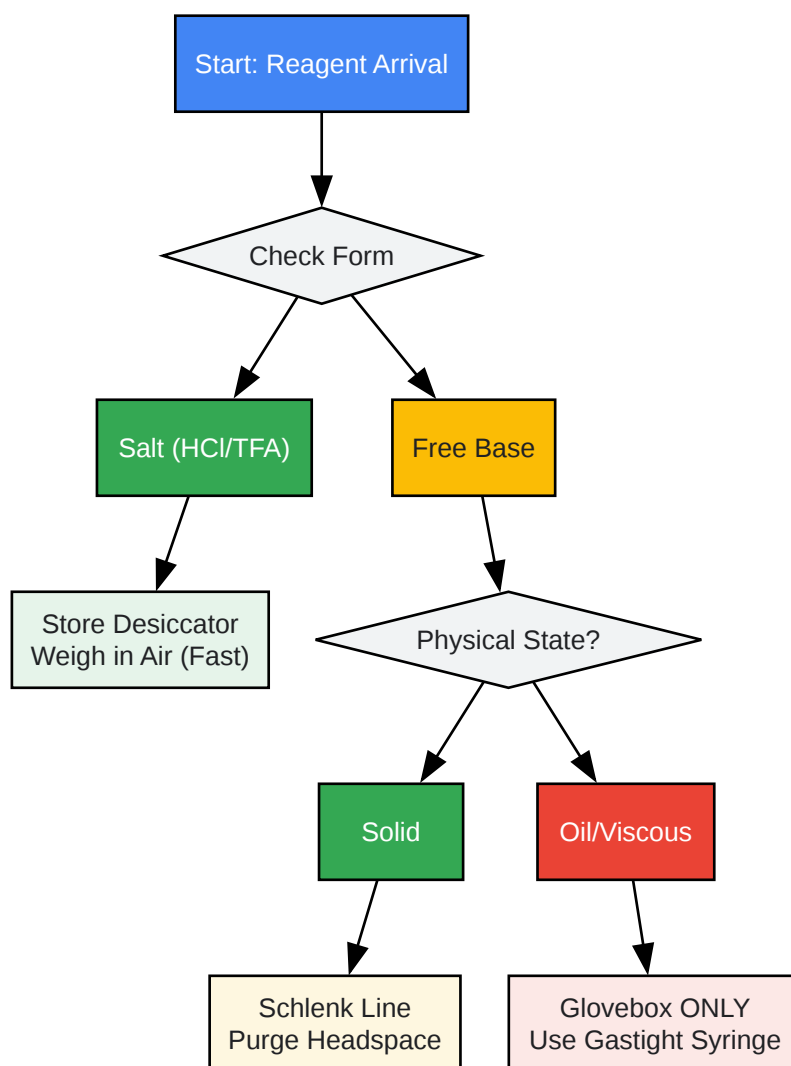 Start: Reagent Arrival
Check Form
Salt (HCl/TFA)
Free Base
Store Desiccator
Weigh in Air (Fast)
Physical State?
Solid
Oil/Viscous
Schlenk Line
Purge Headspace
Glovebox ONLY
Use Gastight Syringe